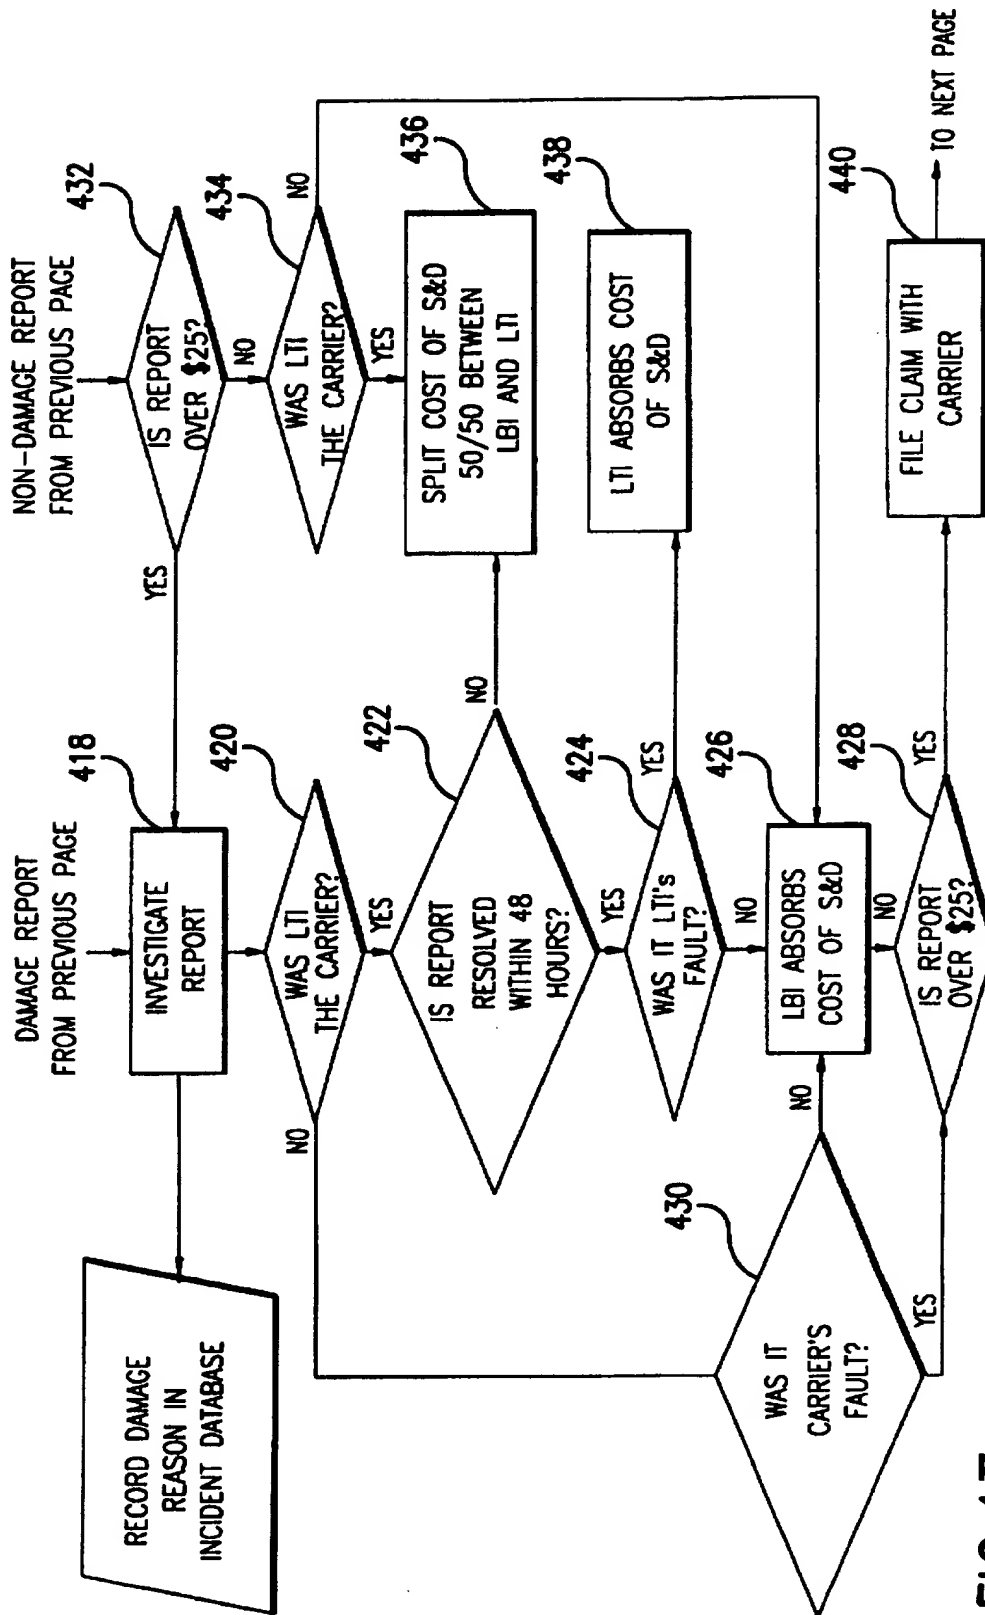 DAMAGE REPORT
FROM PREVIOUS PAGE
NON-DAMAGE REPORT
FROM PREVIOUS PAGE
RECORD DAMAGE
REASON IN
INCIDENT DATABASE
INVESTIGATE
REPORT
418
YES
IS REPORT
OVER $25?
432
NO
WAS LTI
THE CARRIER?
420
NO
YES
WAS LTI
THE CARRIER?
434
NO
YES
IS REPORT
RESOLVED
WITHIN 48
HOURS?
422
NO
YES
SPLIT COST OF S&D
50/50 BETWEEN
LBI AND LTI
436
WAS IT LTI's
FAULT?
424
YES
NO
LTI ABSORBS COST
OF S&D
438
WAS IT
CARRIER'S
FAULT?
430
NO
YES
LBI ABSORBS
COST OF S&D
426
NO
IS REPORT
OVER $25?
428
YES
FILE CLAIM WITH
CARRIER
440
TO NEXT PAGE